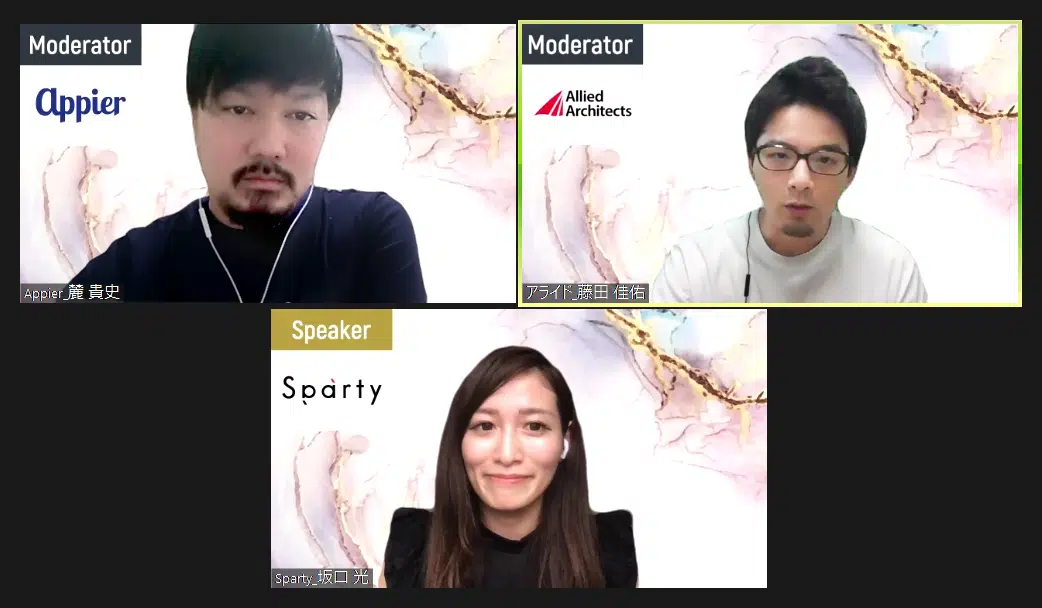 Moderator
Appier
Appier_麓 貴史
Moderator
Allied
Architects
アライド_藤田 佳佑
Speaker
Sparty
Sparty_坂口 光